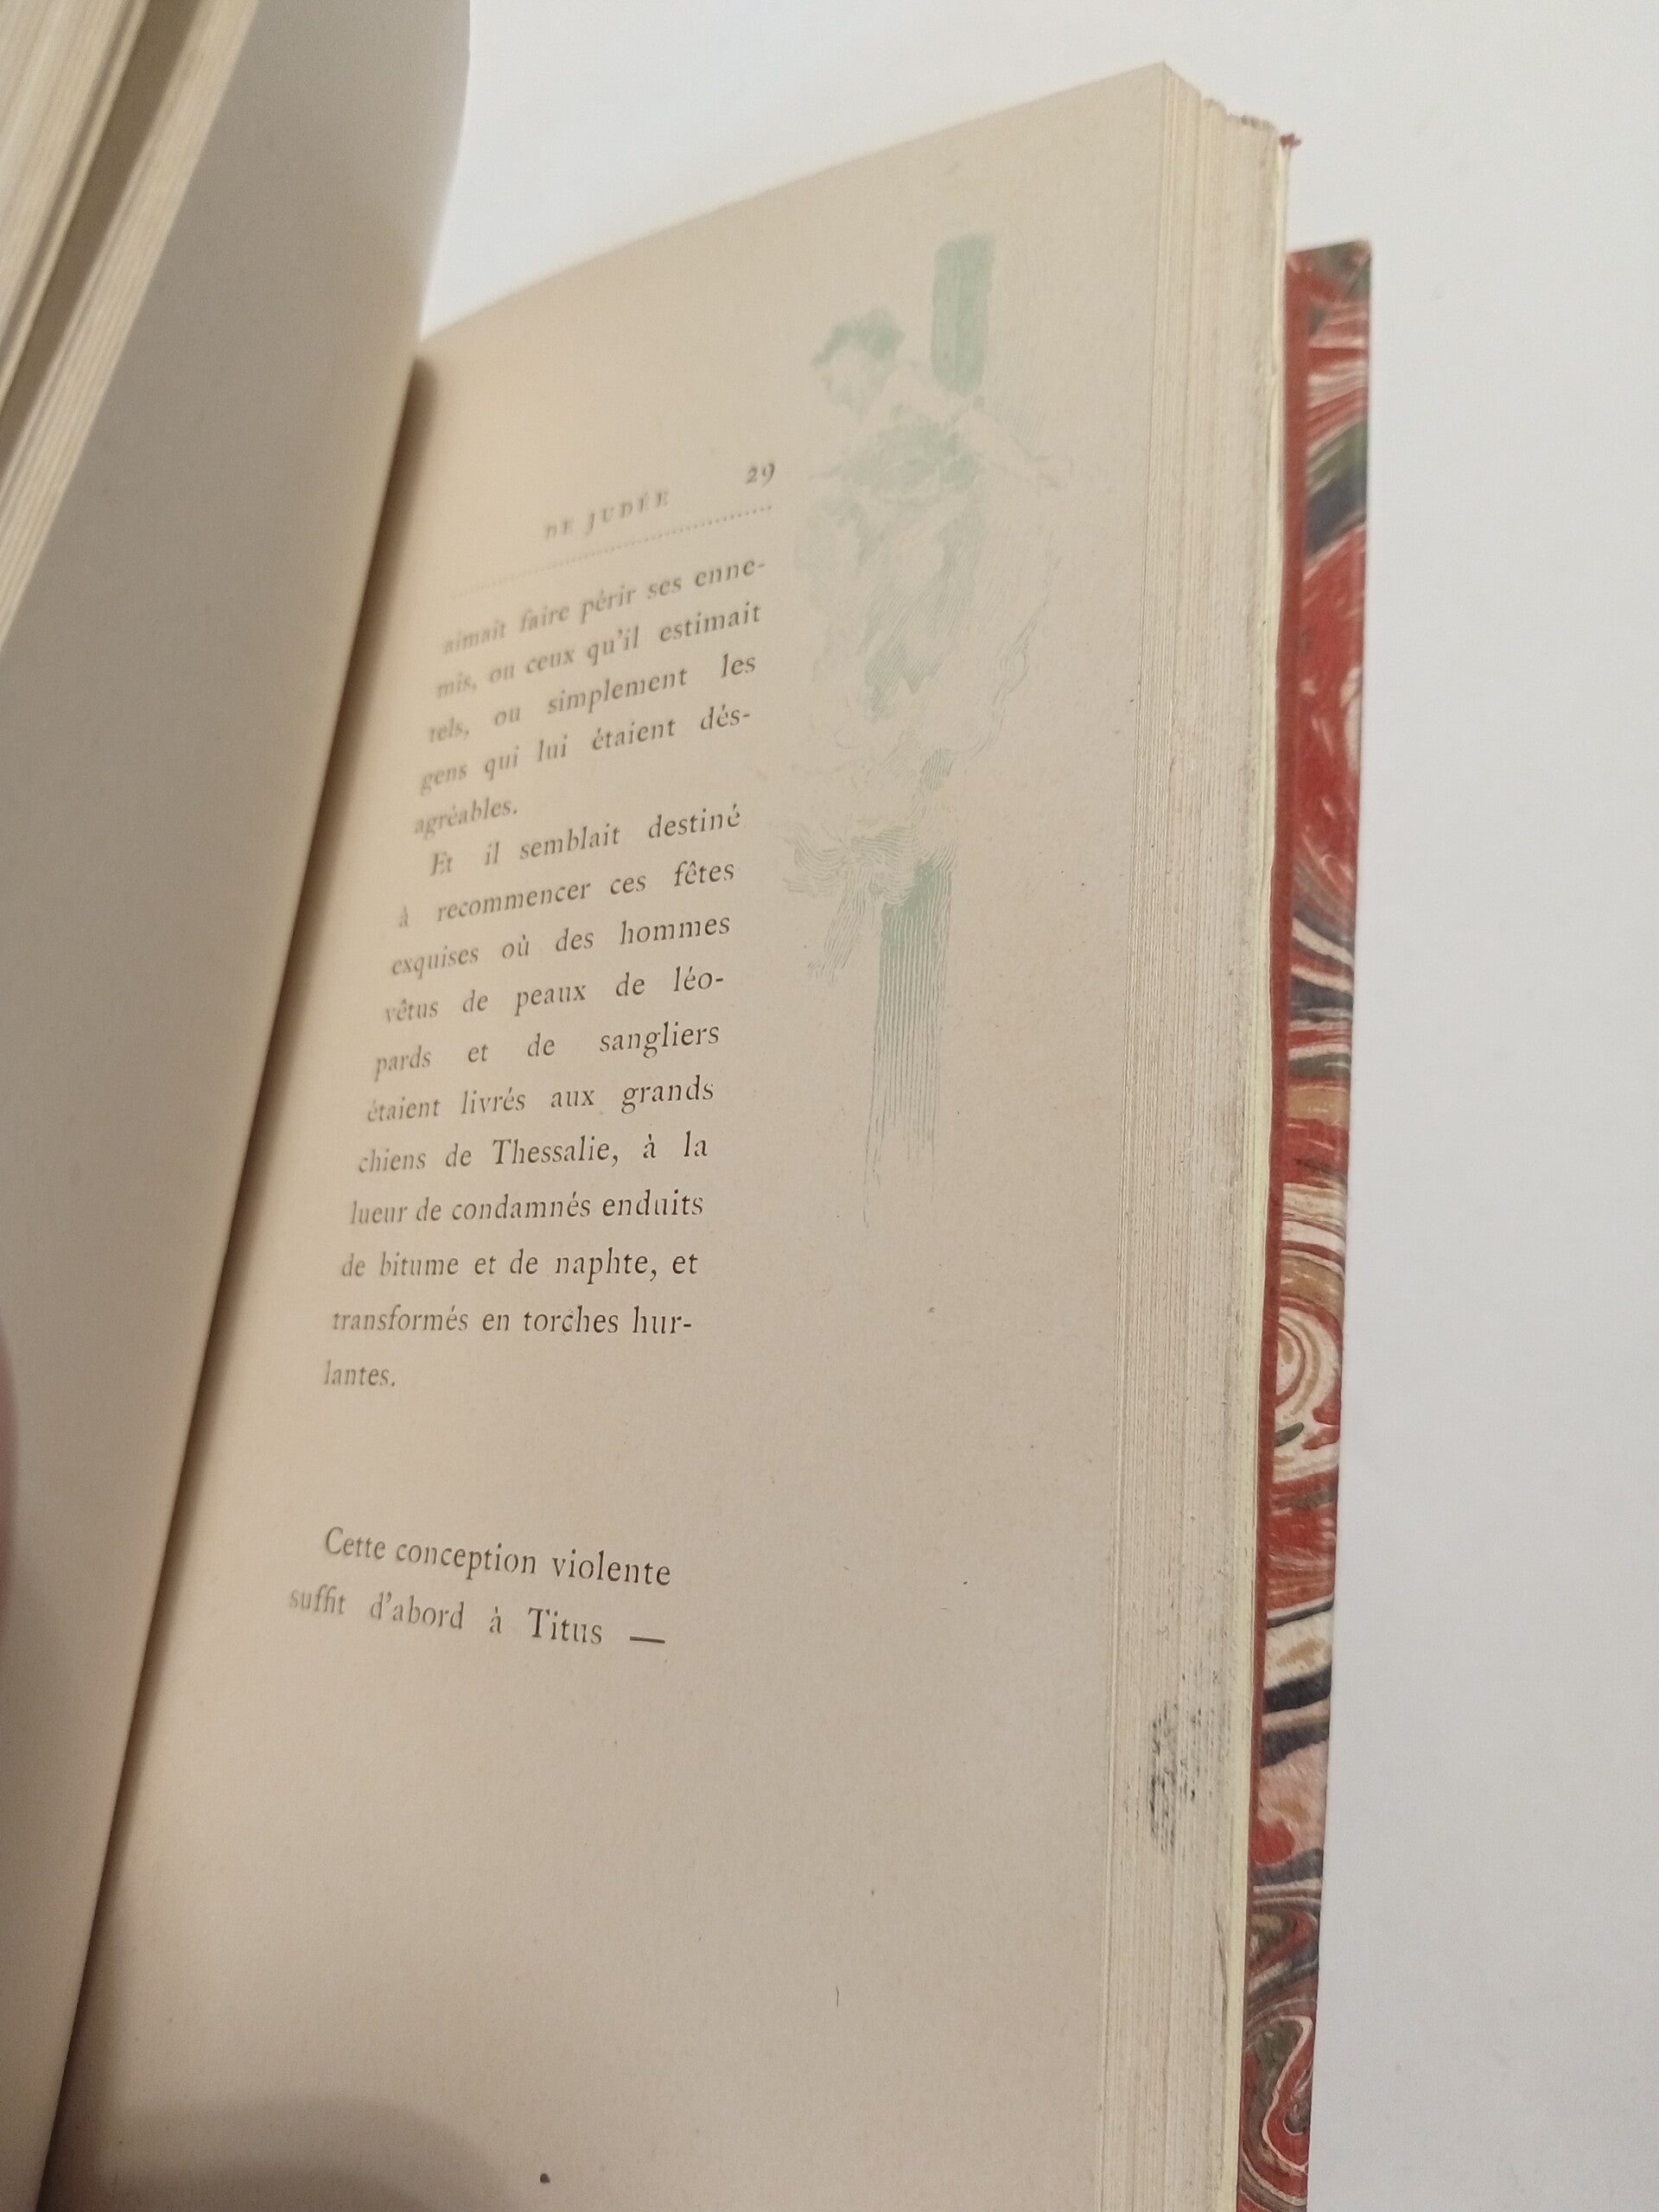 DE JUDÉE 29
aimait faire périr ses enne-
mis, ou ceux qu'il estimait
tels, ou simplement les
gens qui lui étaient dés-
agréables.
Et il semblait destiné
à recommencer ces fêtes
exquises où des hommes
vêtus de peaux de léo-
pards et de sangliers
étaient livrés aux grands
chiens de Thessalie, à la
lueur de condamnés enduits
de bitume et de naphte, et
transformés en torches hur-
lantes.
Cette conception violente
suffit d'abord à Titus —